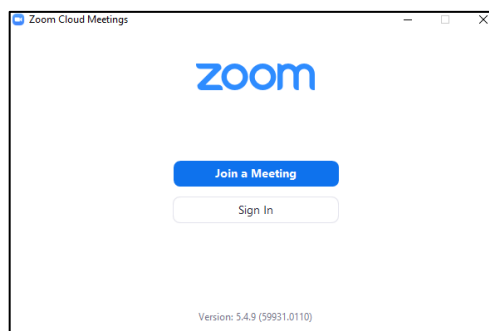 Zoom Cloud Meetings
zoom
Join a Meeting
Sign In
Version: 5.4.9 (59931.0110)